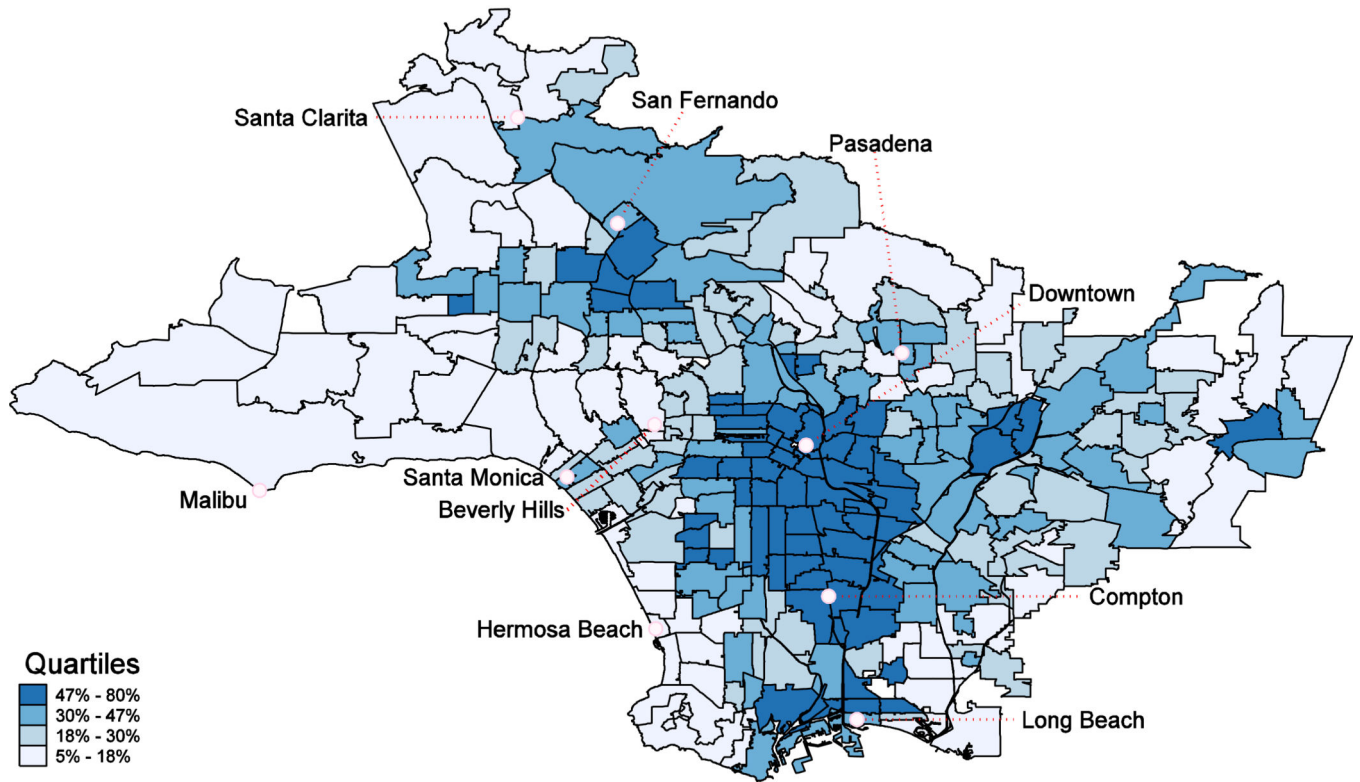 San Fernando
Santa Clarita
Pasadena
Downtown
Santa Monica
Malibu
Beverly Hills
Compton
Hermosa Beach
Quartiles
47% - 80%
30% - 47%
18% - 30%
5% - 18%
Long Beach